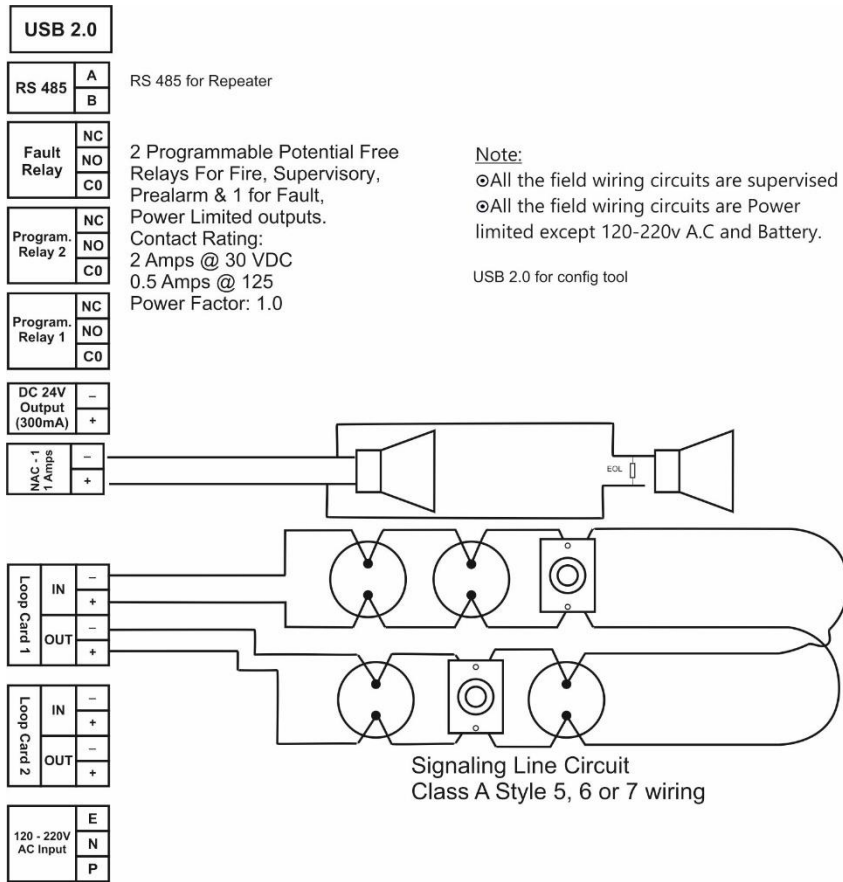 USB 2.0
RS 485
A
B
RS 485 for Repeater
Fault
Relay
NC
NO
C0
2 Programmable Potential Free
Relays For Fire, Supervisory,
Prealarm & 1 for Fault,
Power Limited outputs.
Contact Rating:
2 Amps @ 30 VDC
0.5 Amps @ 125
Power Factor: 1.0
Note:
⊙All the field wiring circuits are supervised
⊙All the field wiring circuits are Power
limited except 120-220v A.C and Battery.
USB 2.0 for config tool
Program.
Relay 2
NC
NO
C0
Program.
Relay 1
NC
NO
C0
DC 24V
Output
(300mA)
–
+
NAC - 1
1 Amps
–
+
EOL
Loop Card 1
IN
–
+
OUT
–
+
Loop Card 2
IN
–
+
OUT
–
+
Signaling Line Circuit
Class A Style 5, 6 or 7 wiring
120 - 220V
AC Input
E
N
P